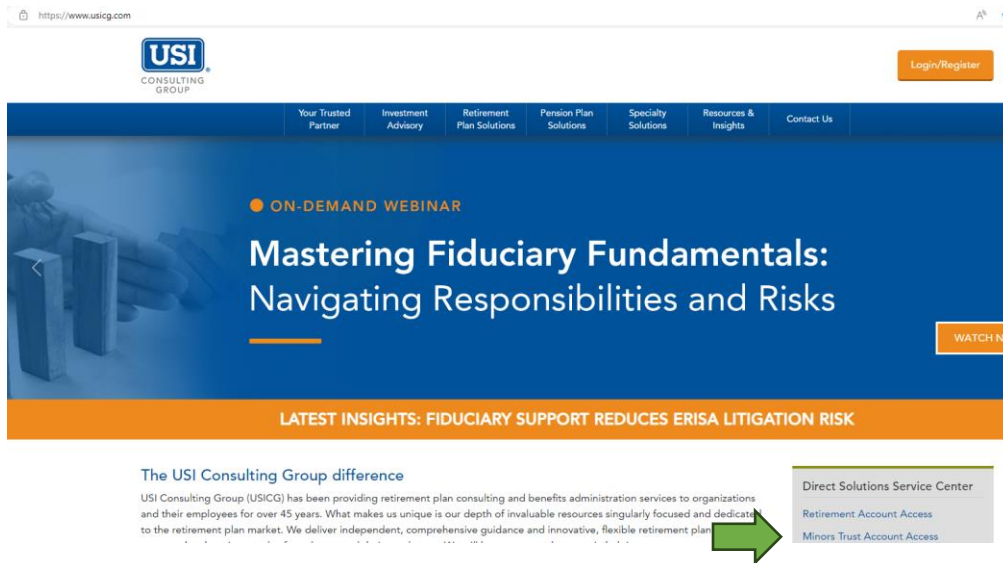 https://www.usicg.com
USI
CONSULTING
GROUP
Login/Register
Your Trusted Partner
Investment Advisory
Retirement Plan Solutions
Pension Plan Solutions
Specialty Solutions
Resources & Insights
Contact Us
ON-DEMAND WEBINAR
Mastering Fiduciary Fundamentals:
Navigating Responsibilities and Risks
WATCH N
LATEST INSIGHTS: FIDUCIARY SUPPORT REDUCES ERISA LITIGATION RISK
The USI Consulting Group difference
USI Consulting Group (USICG) has been providing retirement plan consulting and benefits administration services to organizations
and their employees for over 45 years. What makes us unique is our depth of invaluable resources singularly focused and dedicated
to the retirement plan market. We deliver independent, comprehensive guidance and innovative, flexible retirement plan
Direct Solutions Service Center
Retirement Account Access
Minors Trust Account Access